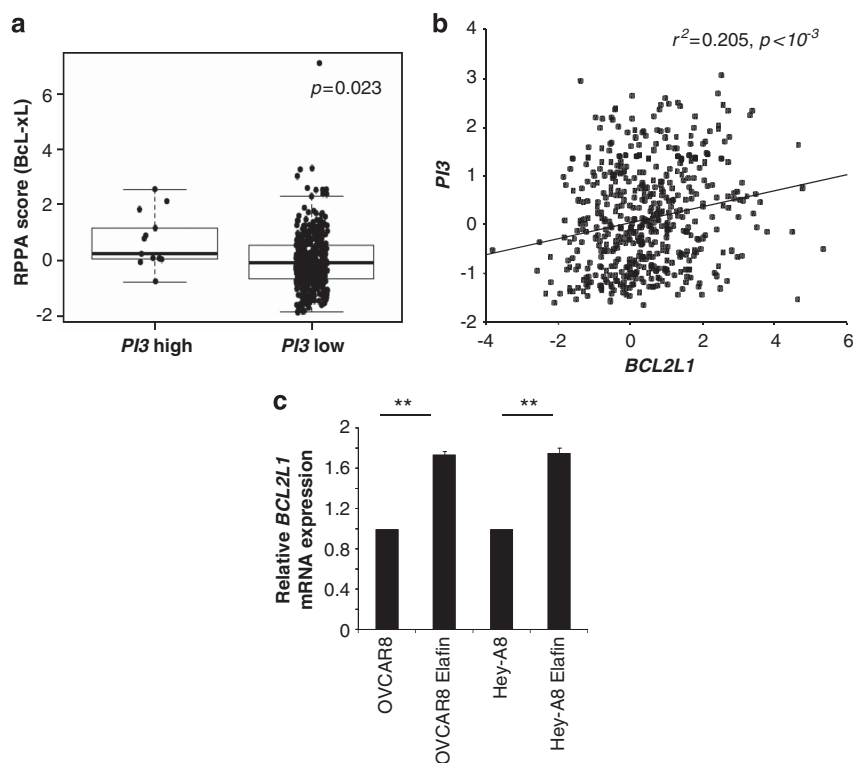 a
RPPA score (BcL-xL)
6
4
2
0
-2
p=0.023
PI3 high
PI3 low
b
PI3
4
3
2
1
0
-1
-2
r²=0.205, p<10⁻³
-4
-2
0
2
4
6
BCL2L1
c
Relative BCL2L1
mRNA expression
2
1.6
1.2
0.8
0.4
0
**
**
OVCAR8
OVCAR8 Elafin
Hey-A8
Hey-A8 Elafin